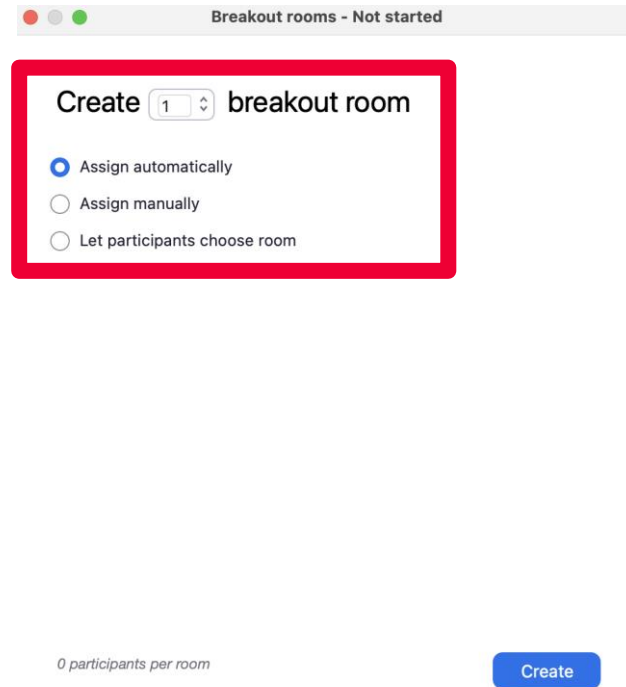 Breakout rooms - Not started
Create 1 breakout room
Assign automatically
Assign manually
Let participants choose room
0 participants per room
Create